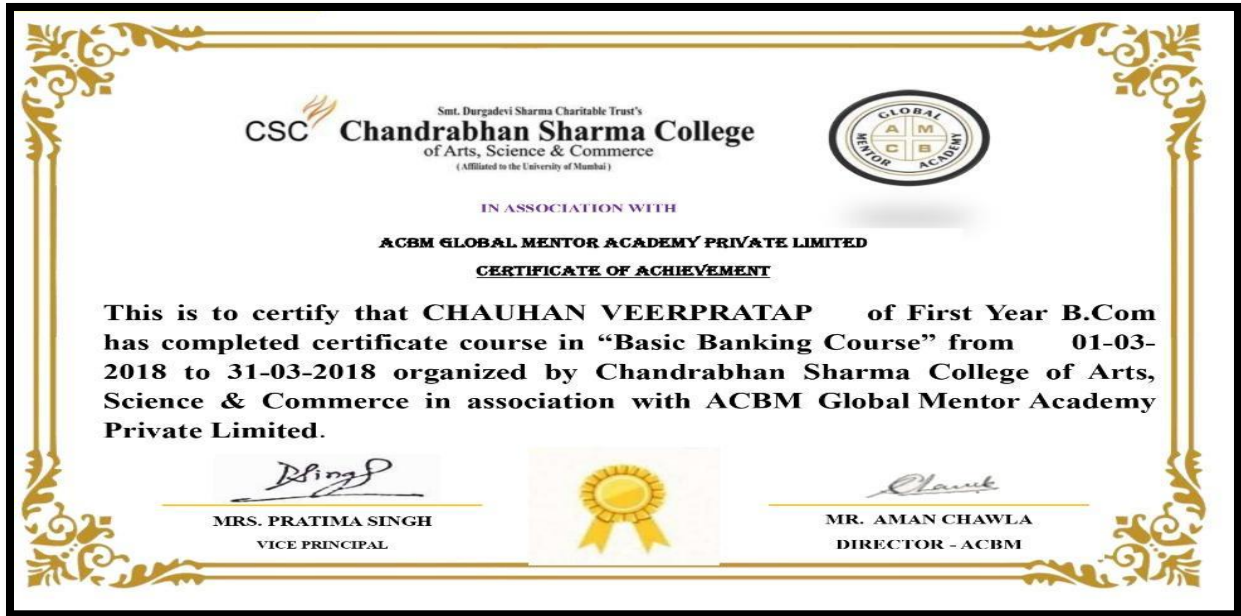 Smt. Durgadevi Sharma Charitable Trust's
CSC Chandrabhan Sharma College
of Arts, Science & Commerce
( Affiliated to the University of Mumbai )
GLOBAL
MENTOR ACADEMY
A M
C B
IN ASSOCIATION WITH
ACBM GLOBAL MENTOR ACADEMY PRIVATE LIMITED
CERTIFICATE OF ACHIEVEMENT
This is to certify that CHAUHAN VEERPRATAP of First Year B.Com
has completed certificate course in “Basic Banking Course” from 01-03-
2018 to 31-03-2018 organized by Chandrabhan Sharma College of Arts,
Science & Commerce in association with ACBM Global Mentor Academy
Private Limited.
MRS. PRATIMA SINGH
VICE PRINCIPAL
MR. AMAN CHAWLA
DIRECTOR - ACBM